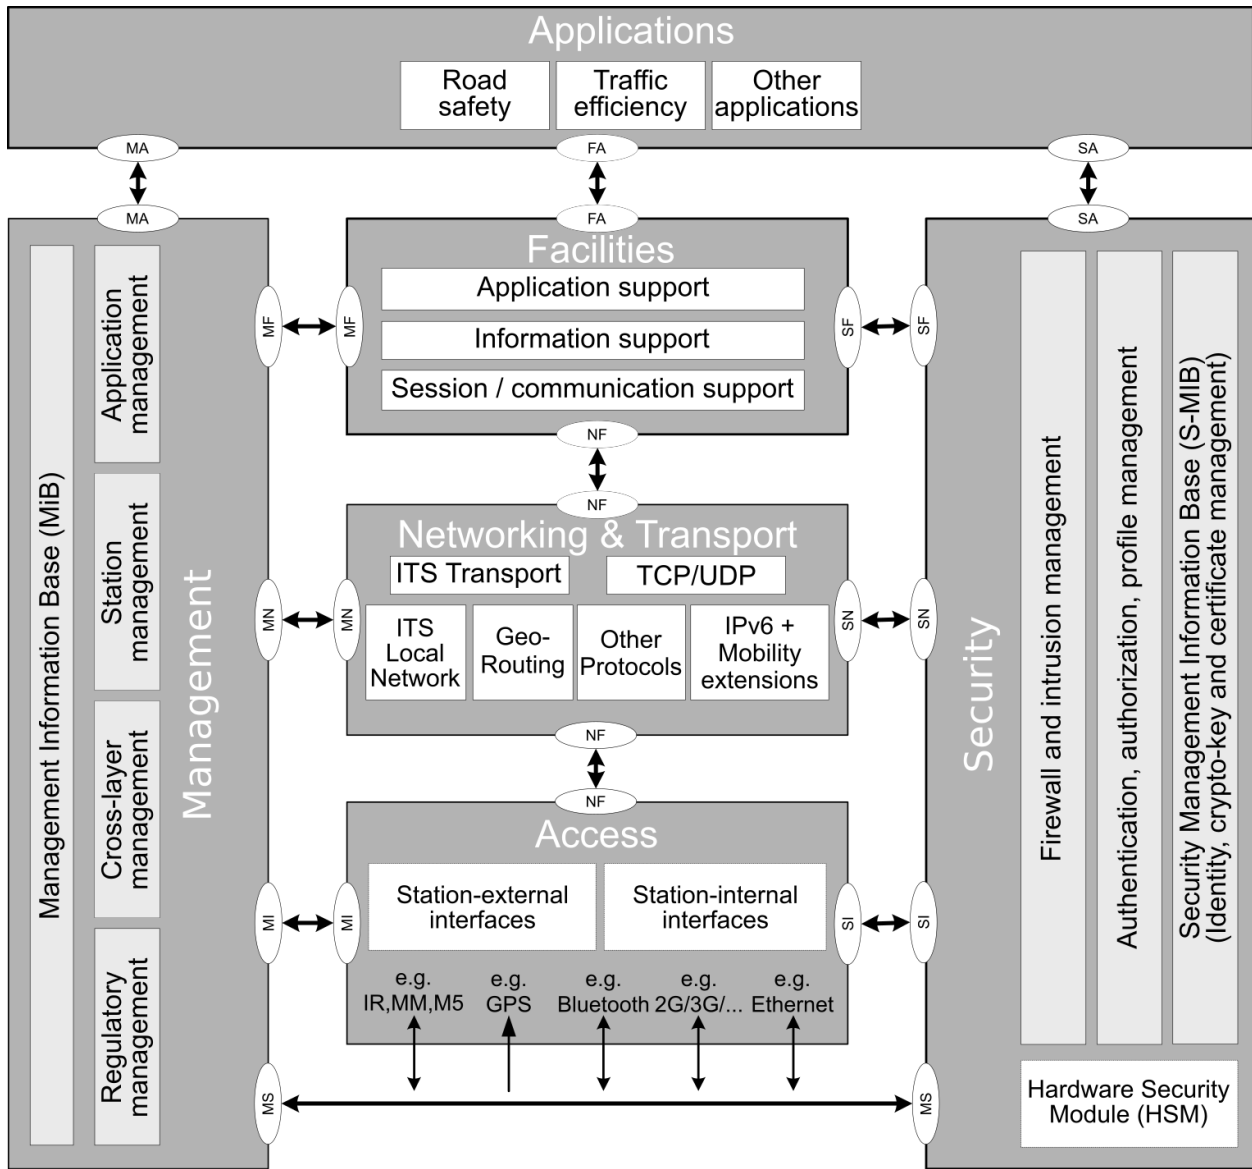 Applications
Road
safety
Traffic
efficiency
Other
applications
MA
FA
SA
MA
FA
SA
Management Information Base (MiB)
Application
management
Station
management
Cross-layer
management
Regulatory
management
Management
MF
MF
MN
MN
MI
MI
MS
Facilities
Application support
Information support
Session / communication support
NF
NF
Networking & Transport
ITS Transport
TCP/UDP
ITS
Local
Network
Geo-
Routing
Other
Protocols
IPv6 +
Mobility
extensions
NF
NF
Access
Station-external
interfaces
Station-internal
interfaces
e.g.
IR,MM,M5
e.g.
GPS
e.g.
Bluetooth
e.g.
2G/3G/...
e.g.
Ethernet
SF
SF
SN
SN
SI
SI
MS
Security
Firewall and intrusion management
Authentication, authorization, profile management
Security Management Information Base (S-MIB)
(Identity, crypto-key and certificate management)
Hardware Security
Module (HSM)